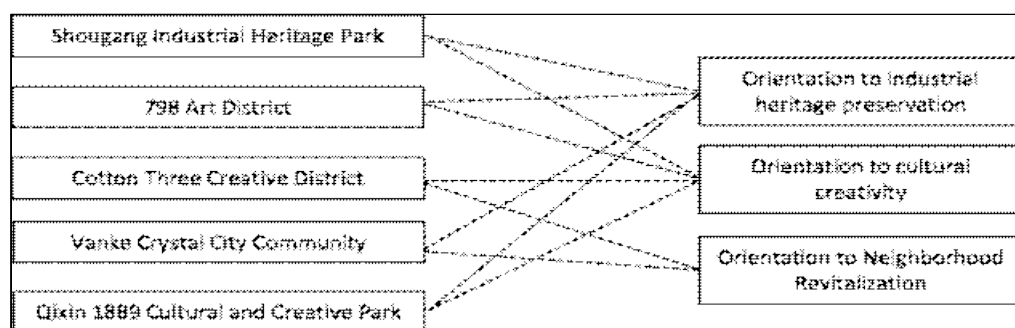 Shougang Industrial Heritage Park
798 Art District
Cotton Three Creative District
Vanke Crystal City Community
Qixin 1889 Cultural and Creative Park
Orientation to Industrial
heritage preservation
Orientation to cultural
creativity
Orientation to Neighborhood
Revitalization